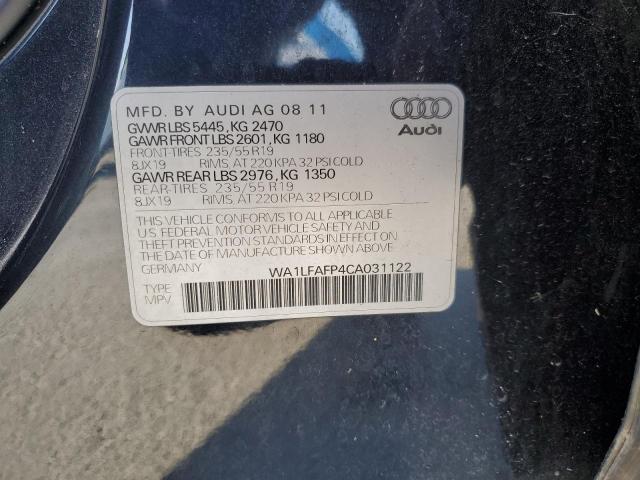 MFD. BY AUDI AG 08 11
GVWR LBS 5445, KG 2470
GAWR FRONT LBS 2601, KG 1180
FRONT-TIRES 235/55 R19
8JX19 RIMS, AT 220 KPA 32 PSI COLD
GAWR REAR LBS 2976, KG 1350
REAR-TIRES 235/55 R19
8JX19 RIMS, AT 220 KPA 32 PSI COLD
THIS VEHICLE CONFORMS TO ALL APPLICABLE
U.S. FEDERAL MOTOR VEHICLE SAFETY AND
THEFT PREVENTION STANDARDS IN EFFECT ON
THE DATE OF MANUFACTURE SHOWN ABOVE.
GERMANY WA1LFAFP4CA031122
TYPE
MPV
Audi